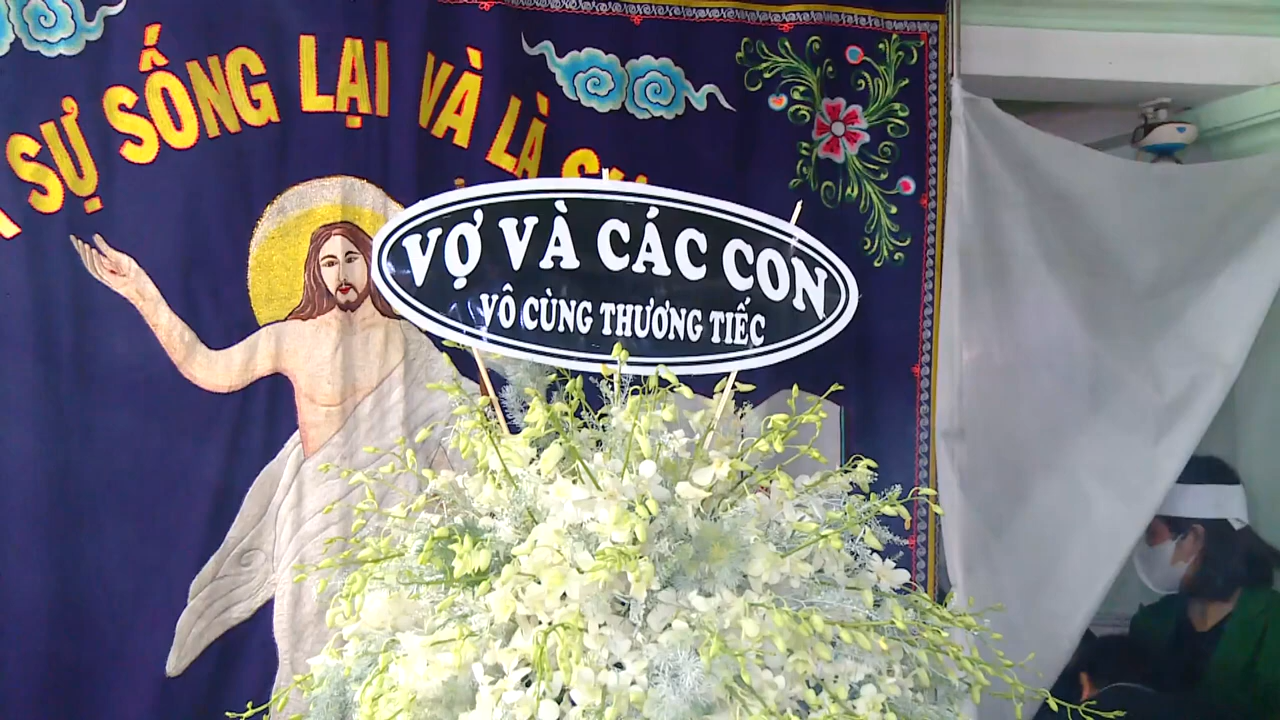 SỰ SỐNG LẠI VÀ LÀ
VỢ VÀ CÁC CON
VÔ CÙNG THƯƠNG TIẾC